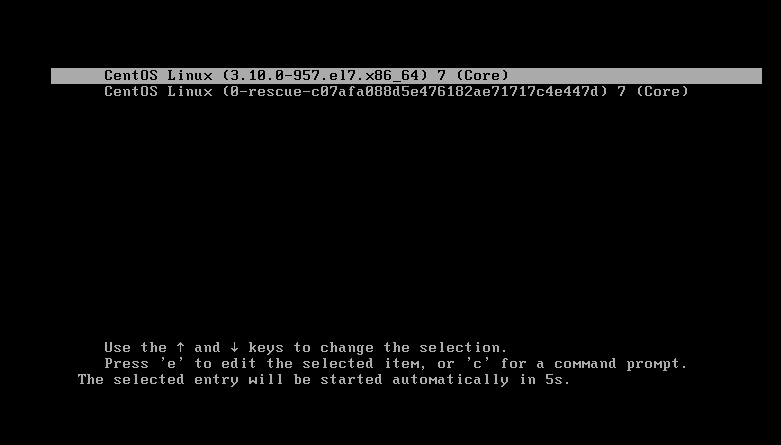 CentOS Linux (3.10.0-957.el7.x86_64) 7 (Core)
CentOS Linux (0-rescue-c07afa088d5e476182ae71717c4e447d) 7 (Core)
Use the ↑ and ↓ keys to change the selection.
Press 'e' to edit the selected item, or 'c' for a command prompt.
The selected entry will be started automatically in 5s.